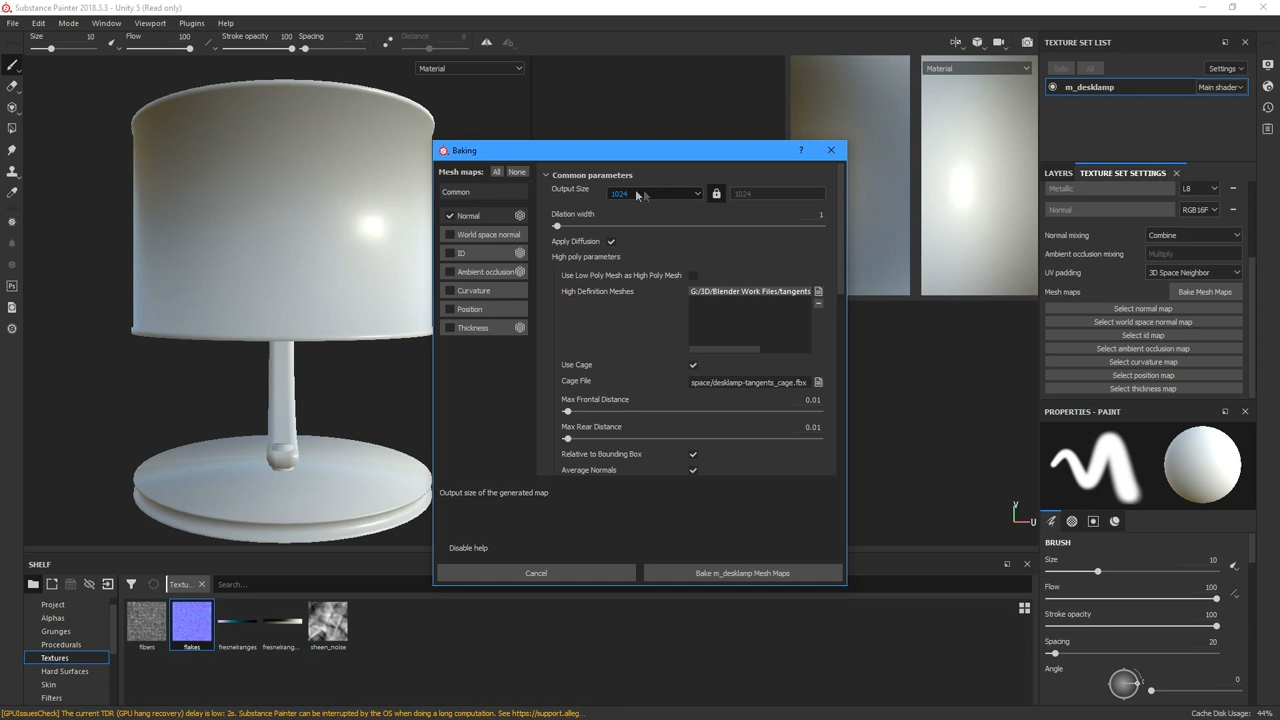 Substance Painter 2018.3.3 - Unity 5 (Read only)
File Edit Mode Window Viewport Plugins Help
Size 10 Flow 100 Stroke opacity 100 Spacing 20 Distance 8
Material
Material
TEXTURE SET LIST
Solo All Settings
m_desklamp Main shader
LAYERS TEXTURE SET SETTINGS
Metallic L8
Normal RGB16F
Normal mixing Combine
Ambient occlusion mixing Multiply
UV padding 3D Space Neighbor
Mesh maps Bake Mesh Maps
Select normal map
Select world space normal map
Select id map
Select ambient occlusion map
Select curvature map
Select position map
Select thickness map
PROPERTIES - PAINT
BRUSH
Size 10
Flow 100
Stroke opacity 100
Spacing 20
Angle 0
Baking ?
Mesh maps: All None
Common
Normal
World space normal
ID
Ambient occlusion
Curvature
Position
Thickness
Common parameters
Output Size 1024 1024
Dilation width 1
Apply Diffusion
High poly parameters
Use Low Poly Mesh as High Poly Mesh
High Definition Meshes G:/3D/Blender Work Files/tangents
Use Cage
Cage File space/desklamp-tangents_cage.fbx
Max Frontal Distance 0.01
Max Rear Distance 0.01
Relative to Bounding Box
Average Normals
Output size of the generated map
Disable help
Cancel Bake m_desklamp Mesh Maps
V
U
SHELF
Textu... Search...
Project
Alphas
Grunges
Procedurals
Textures
Hard Surfaces
Skin
Filters
fibers flakes fresnelranges fresnelrang... sheen_noise
[GPUIssuesCheck] The current TDR (GPU hang recovery) delay is low: 2s. Substance Painter can be interrupted by the OS when doing a long computation. See https://support.alleg...
Cache Disk Usage: 44%